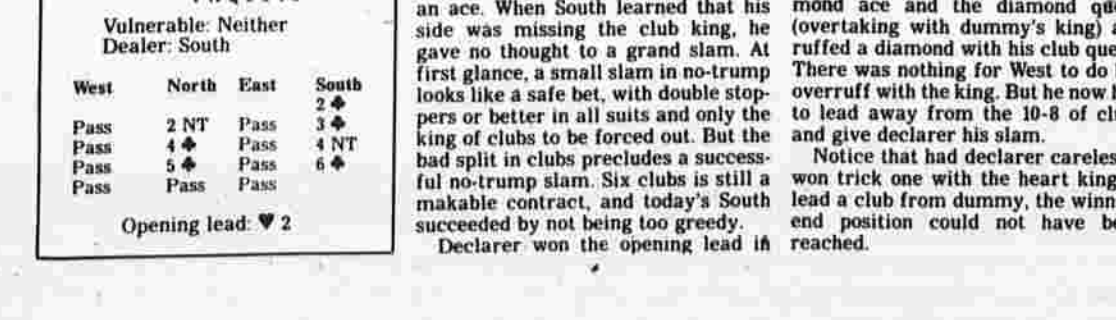 Vulnerable: Neither
Dealer: South
West North East South
2 ♣
Pass 2 NT Pass 3 ♣
Pass 4 ♣ Pass 4 NT
Pass 5 ♣ Pass 6 ♣
Pass Pass Pass
Opening lead: ♥ 2
an ace. When South learned that his
side was missing the club king, he
gave no thought to a grand slam. At
first glance, a small slam in no-trump
looks like a safe bet, with double stop-
pers or better in all suits and only the
king of clubs to be forced out. But the
bad split in clubs precludes a success-
ful no-trump slam. Six clubs is still a
makable contract, and today's South
succeeded by not being too greedy.
Declarer won the opening lead in
mond ace and the diamond
(overtaking with dummy's king)
ruffed a diamond with his club
There was nothing for West to do
overruff with the king. But he now
to lead away from the 10-8 of
and give declarer his slam.
Notice that had declarer
won trick one with the heart king
lead a club from dummy, the
end position could not have
reached.